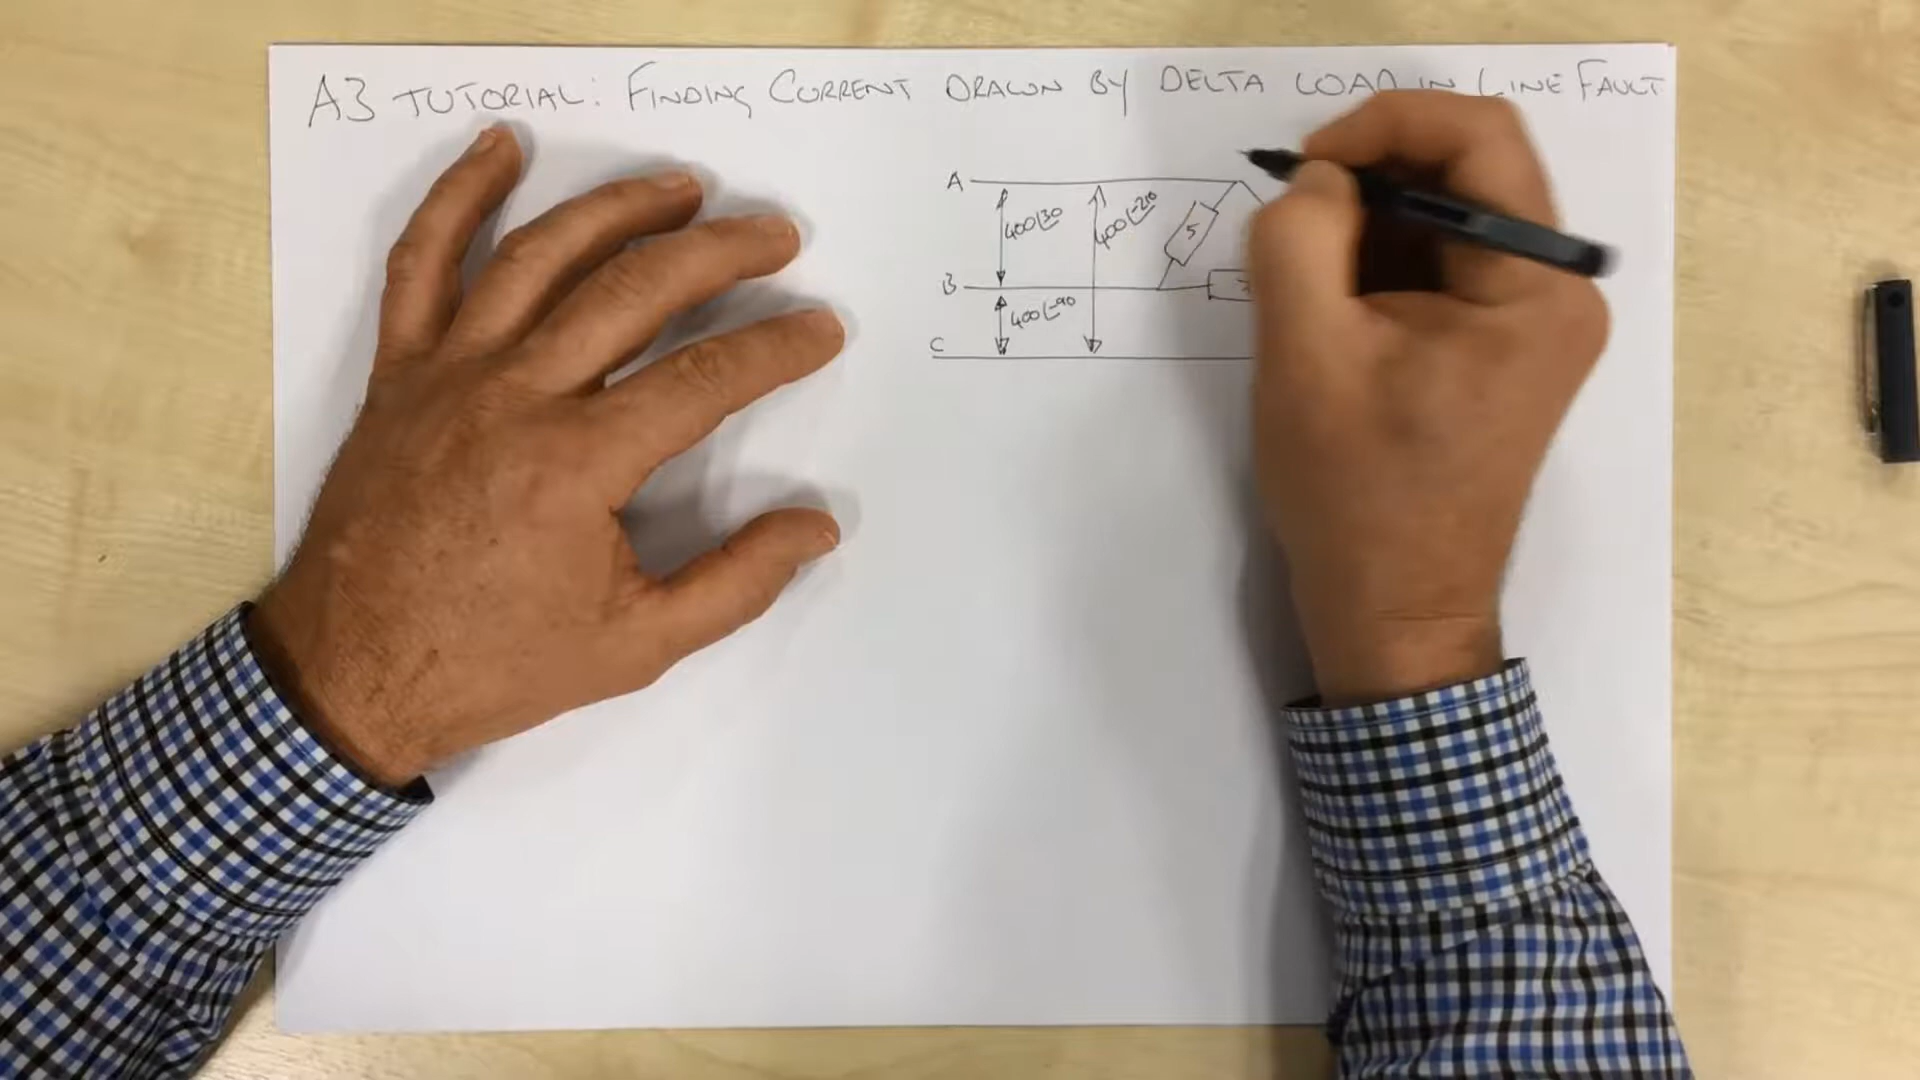 A3 TUTORIAL: FINDING CURRENT DRAWN BY DELTA LOAD IN LINE FAULT
A
400∠30
400∠-210
5
B
400∠-90
C